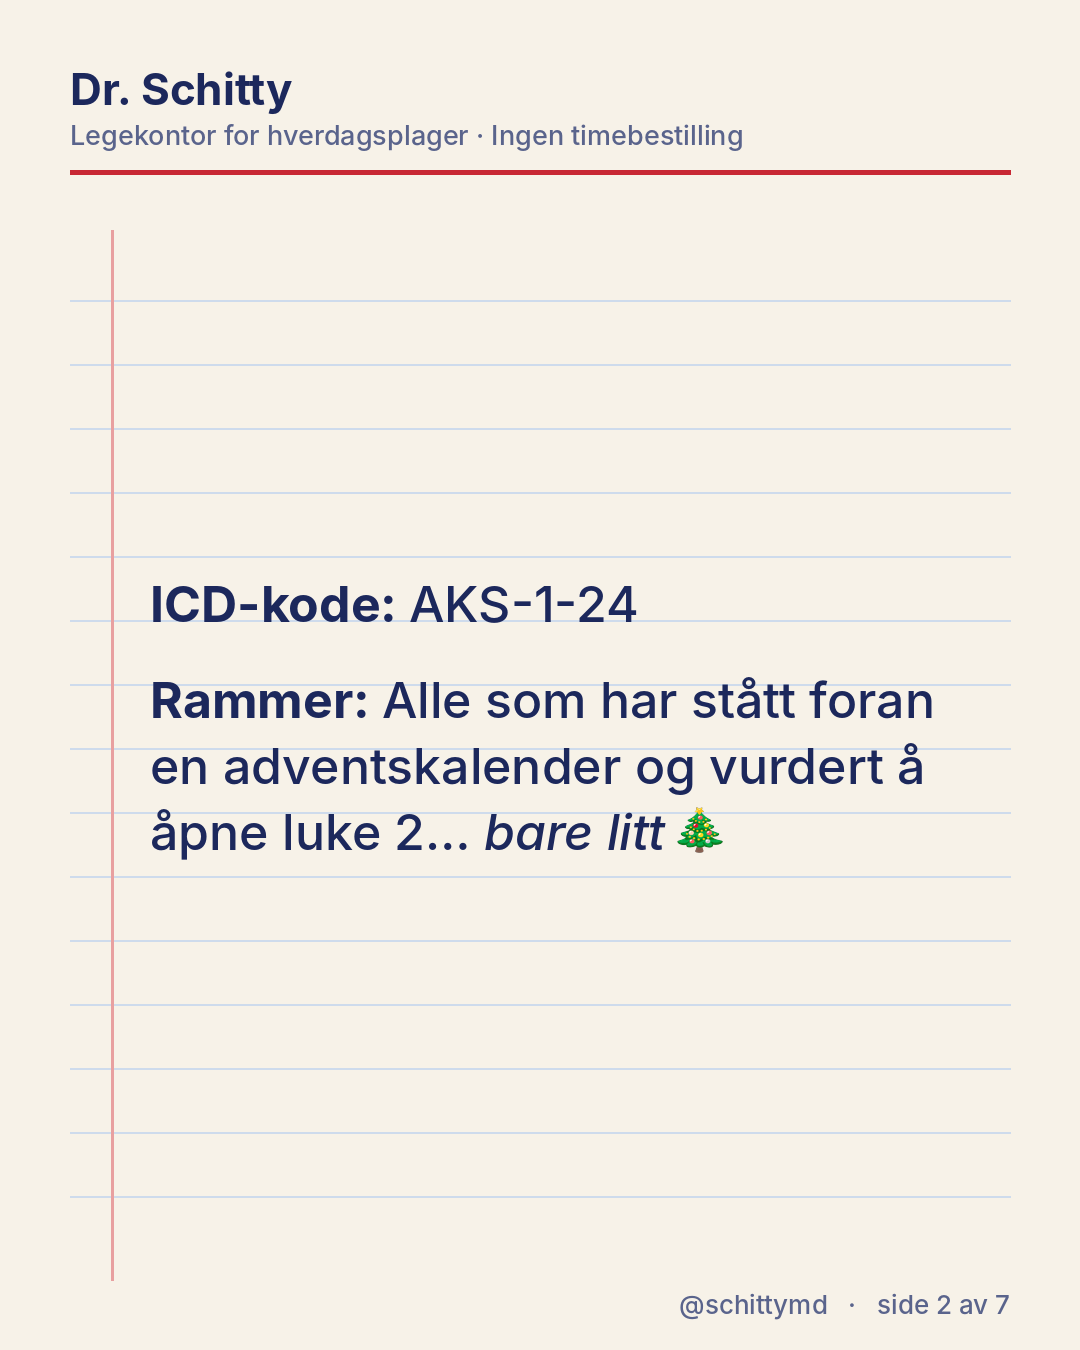 Dr. Schitty
Legekontor for hverdagsplager · Ingen timebestilling
ICD-kode: AKS-1-24
Rammer: Alle som har stått foran
en adventskalender og vurdert å
åpne luke 2... bare litt 🎄
@schittymd · side 2 av 7